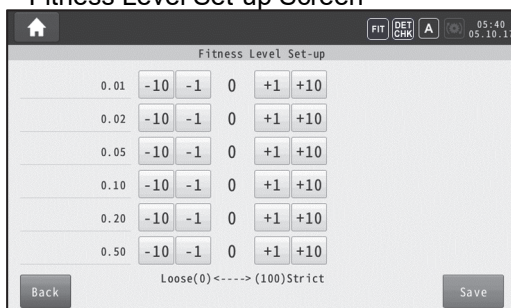 Fitness Level Set-up Screen
FIT DET CHK A 05:40
05.10.17
Fitness Level Set-up
0.01 -10 -1 0 +1 +10
0.02 -10 -1 0 +1 +10
0.05 -10 -1 0 +1 +10
0.10 -10 -1 0 +1 +10
0.20 -10 -1 0 +1 +10
0.50 -10 -1 0 +1 +10
Loose(0)<---->(100)Strict
Back
Save